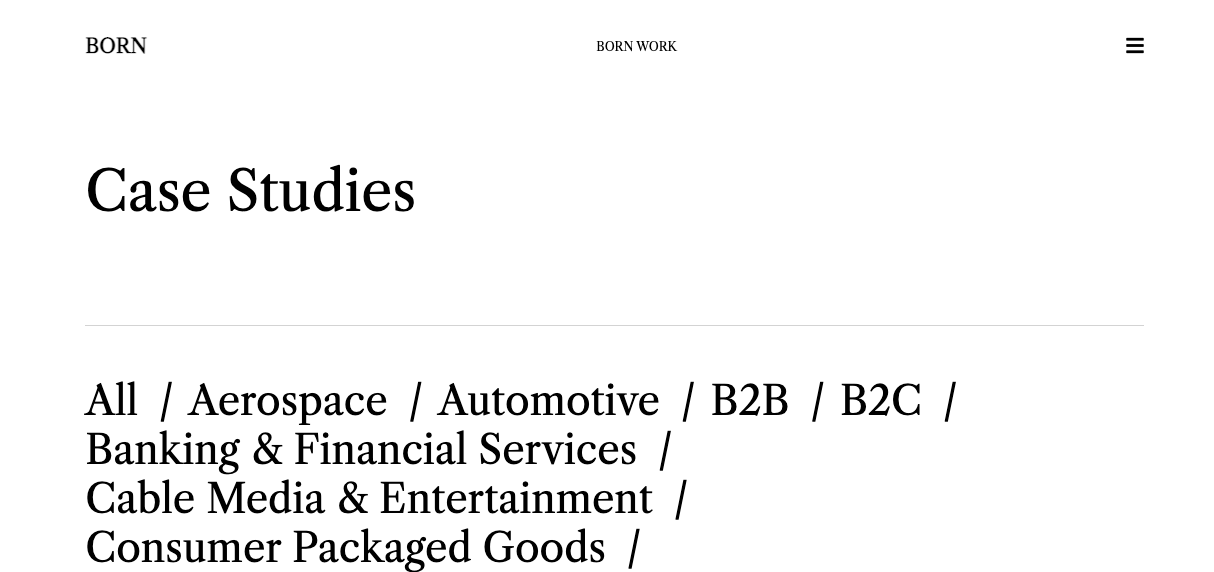 BORN
BORN WORK
Case Studies
All / Aerospace / Automotive / B2B / B2C /
Banking & Financial Services /
Cable Media & Entertainment /
Consumer Packaged Goods /